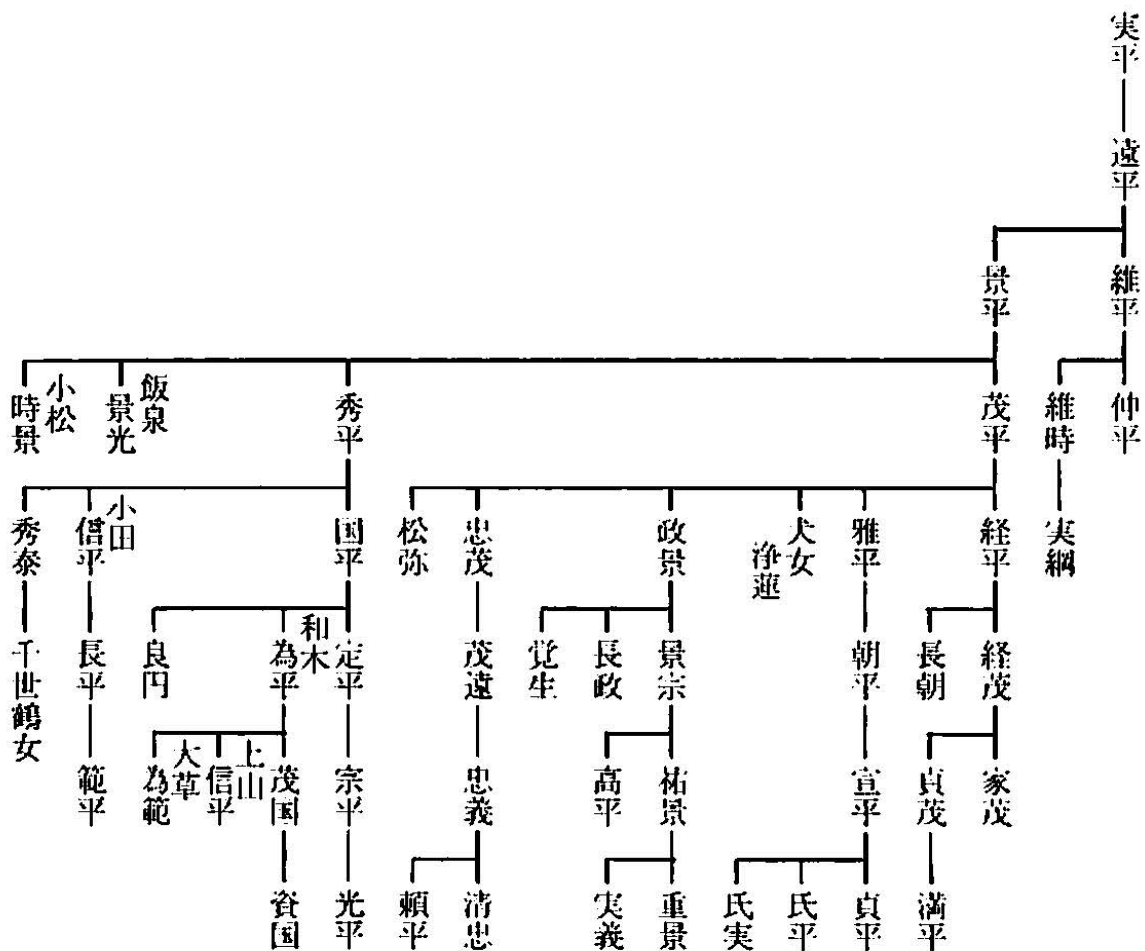 実平
遠平
維平
景平
仲平
維時
茂平
秀平
飯泉
景光
小松
時景
実綱
経平
雅平
犬女
浄蓮
政景
忠茂
松弥
国平
小田
信平
秀泰
経茂
長朝
朝平
景宗
長政
覚生
茂遠
定平
和木
為平
良円
長平
千世鶴女
家茂
貞茂
宣平
祐景
高平
忠義
宗平
茂国
上山
信平
大草
為範
範平
満平
貞平
氏平
氏実
重景
実義
清忠
頼平
光平
資国